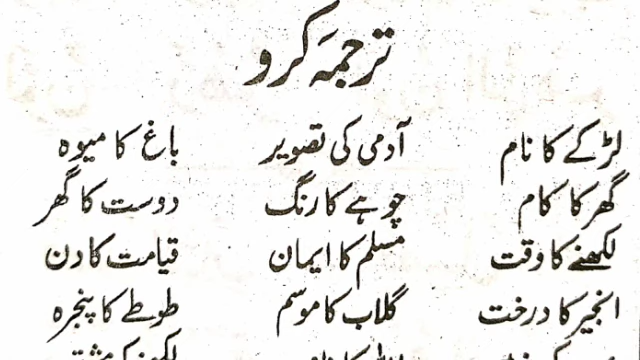 ترجمہ کرو
لڑکے کا نام آدمی کی تصویر باغ کا میوہ
گھر کا کام چوہے کا رنگ دوست کا گھر
لکھنے کا وقت مسلم کا ایمان قیامت کا دن
انجیر کا درخت گلاب کا موسم طوطے کا پنجرہ